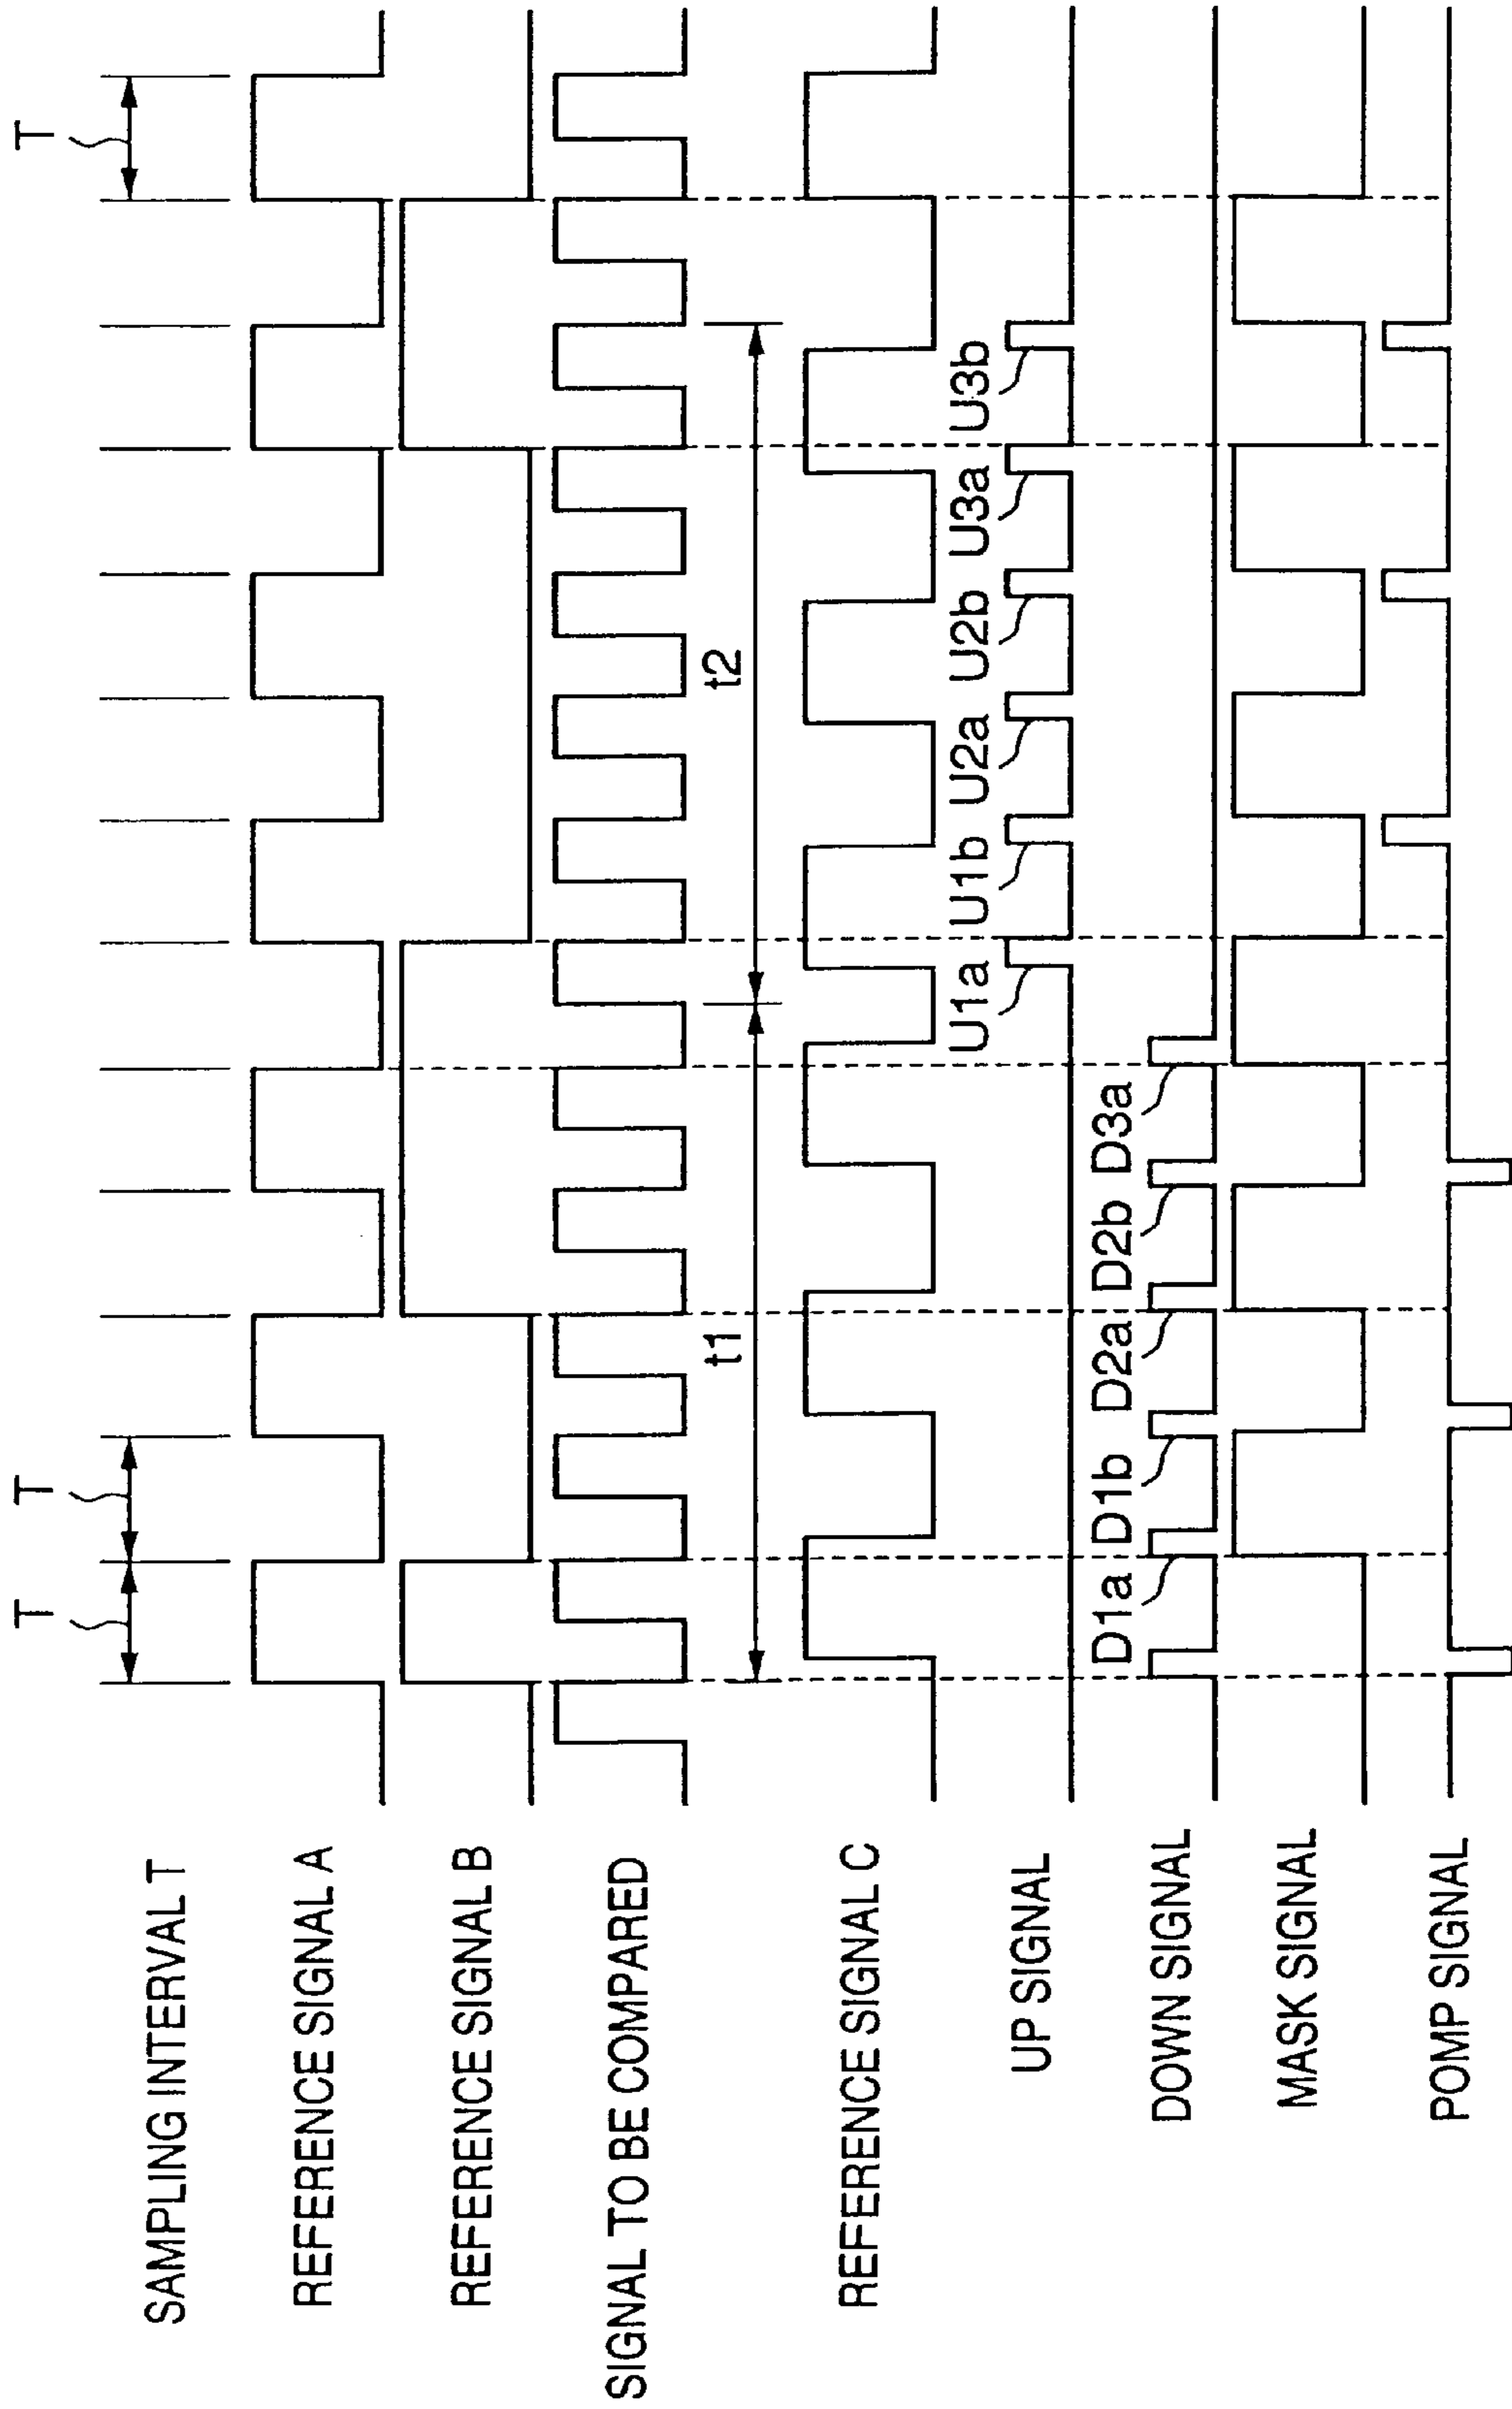 T
T
T
SAMPLING INTERVAL T
REFERENCE SIGNAL A
REFERENCE SIGNAL B
SIGNAL TO BE COMPARED
t1
t2
REFERENCE SIGNAL C
UP SIGNAL
U1a
U1b
U2a
U2b
U3a
U3b
DOWN SIGNAL
D1a
D1b
D2a
D2b
D3a
MASK SIGNAL
POMP SIGNAL